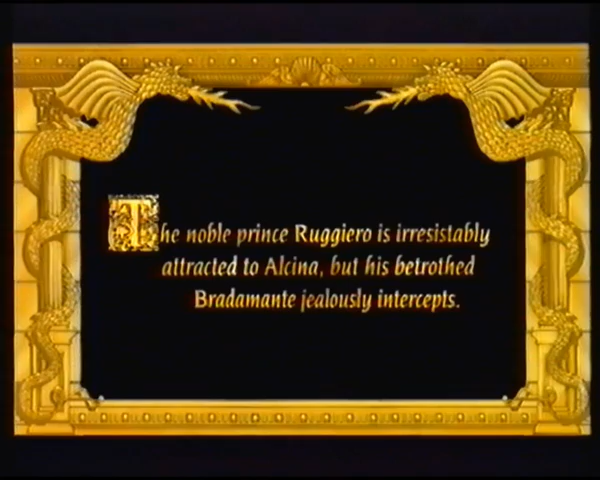 The noble prince Ruggiero is irresistably
attracted to Alcina, but his betrothed
Bradamante jealously intercepts.